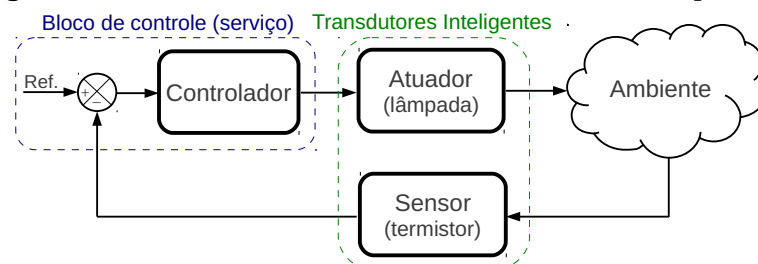 Bloco de controle (serviço)
Transdutores Inteligentes
Ref.
+
−
Controlador
Atuador
(lâmpada)
Ambiente
Sensor
(termistor)